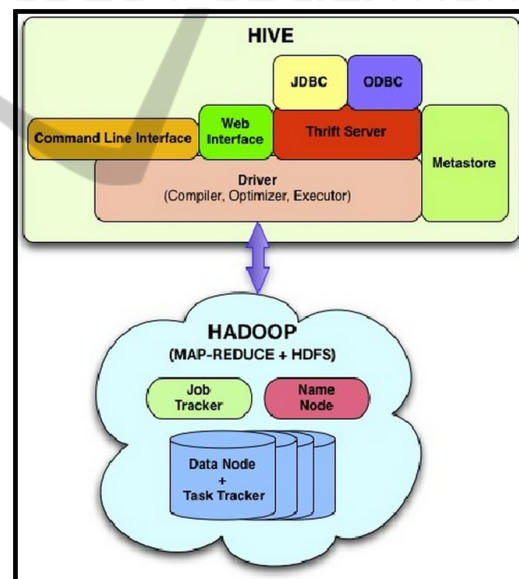 HIVE
JDBC
ODBC
Command Line Interface
Web
Interface
Thrift Server
Metastore
Driver
(Compiler, Optimizer, Executor)
HADOOP
(MAP-REDUCE + HDFS)
Job
Tracker
Name
Node
Data Node
+
Task Tracker